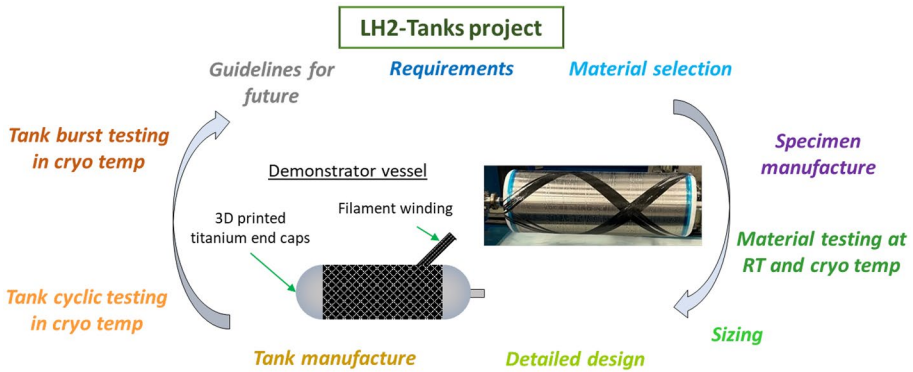 LH2-Tanks project
Guidelines for
future
Requirements
Material selection
Tank burst testing
in cryo temp
Specimen
manufacture
Demonstrator vessel
Filament winding
3D printed
titanium end caps
Material testing at
RT and cryo temp
Tank cyclic testing
in cryo temp
Sizing
Tank manufacture
Detailed design